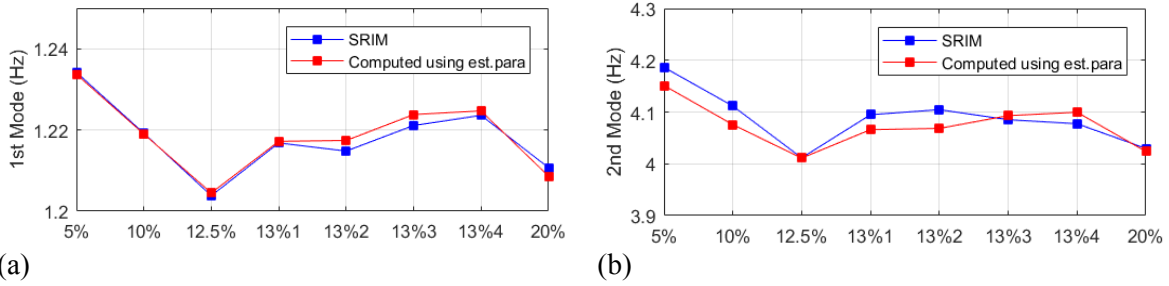 1st Mode (Hz)
1.24
1.22
1.2
SRIM
Computed using est.para
5% 10% 12.5% 13%1 13%2 13%3 13%4 20%
(a)
2nd Mode (Hz)
4.3
4.2
4.1
4
3.9
SRIM
Computed using est.para
5% 10% 12.5% 13%1 13%2 13%3 13%4 20%
(b)